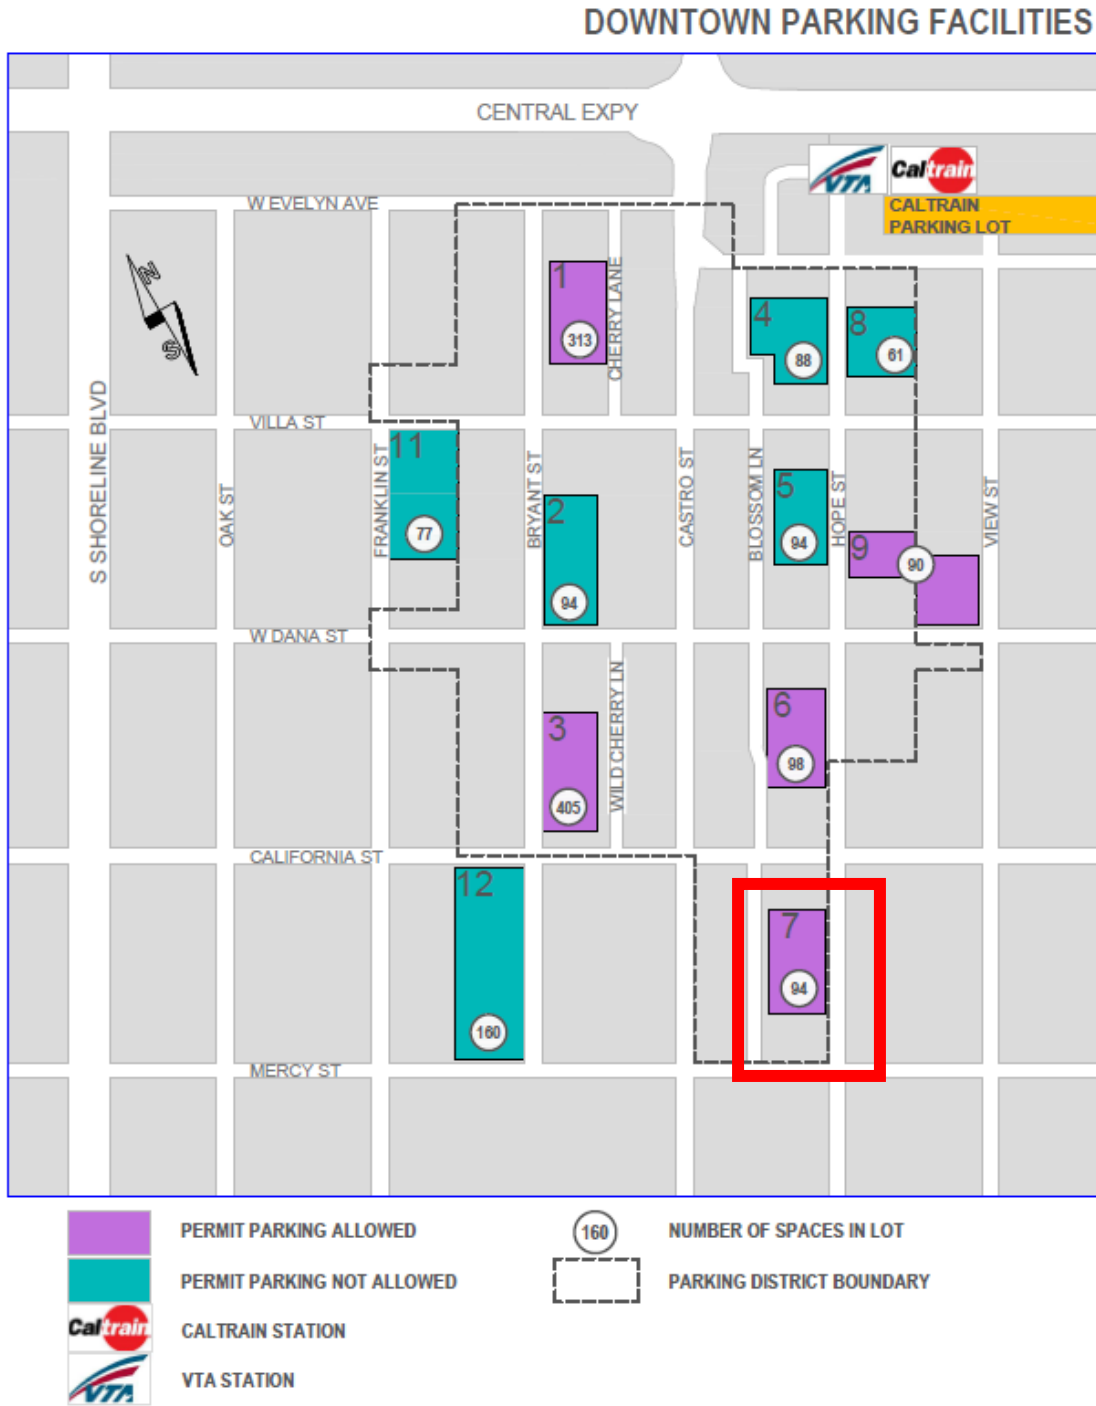 DOWNTOWN PARKING FACILITIES
CENTRAL EXPY
VTA
Caltrain
W EVELYN AVE
CALTRAIN
PARKING LOT
N
S
1
313
CHERRY LANE
4
88
8
61
S SHORELINE BLVD
VILLA ST
OAK ST
FRANKLIN ST
11
77
BRYANT ST
2
94
CASTRO ST
BLOSSOM LN
5
94
HOPE ST
9
90
VIEW ST
W DANA ST
3
405
WILD CHERRY LN
6
98
CALIFORNIA ST
12
160
7
94
MERCY ST
PERMIT PARKING ALLOWED
160
NUMBER OF SPACES IN LOT
PERMIT PARKING NOT ALLOWED
PARKING DISTRICT BOUNDARY
Caltrain
CALTRAIN STATION
VTA
VTA STATION